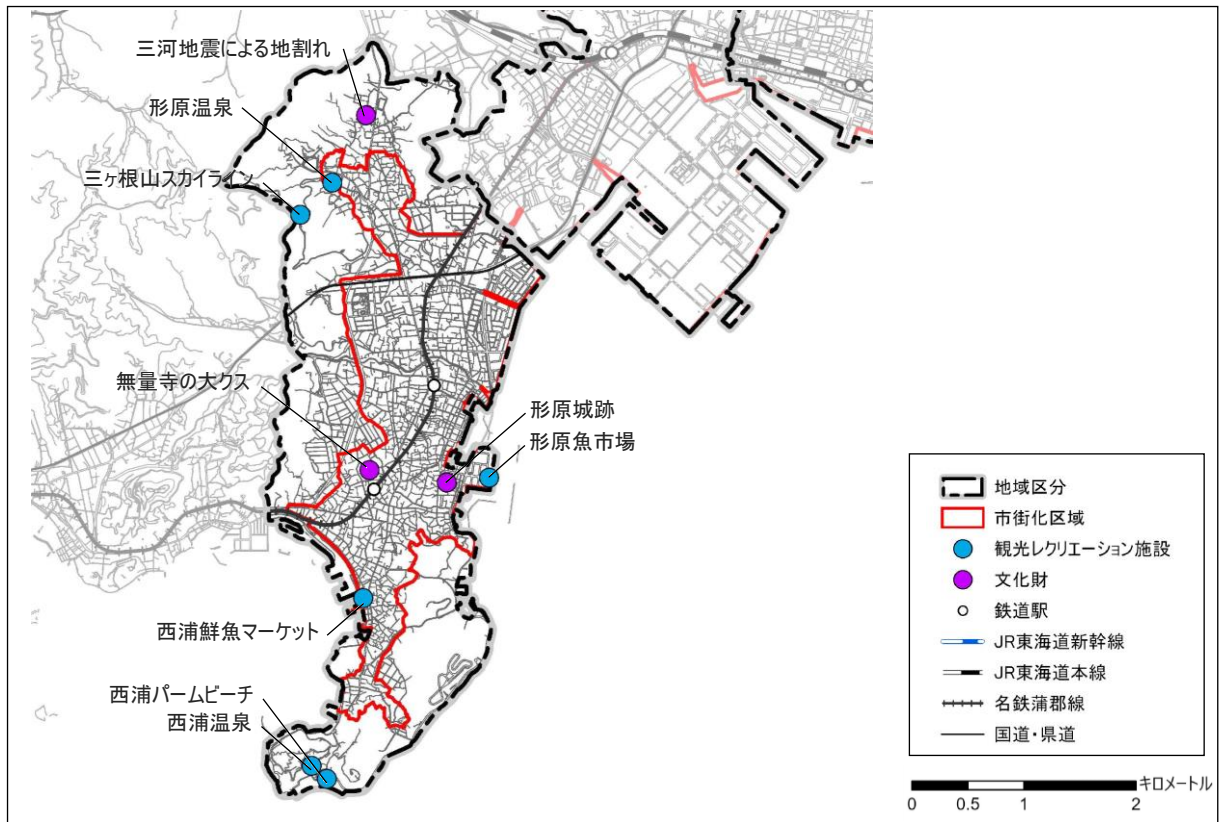 三河地震による地割れ
形原温泉
三ヶ根山スカイライン
無量寺の大クス
形原城跡
形原魚市場
西浦鮮魚マーケット
西浦パームビーチ
西浦温泉
地域区分
市街化区域
観光レクリエーション施設
文化財
鉄道駅
JR東海道新幹線
JR東海道本線
名鉄蒲郡線
国道・県道
キロメートル
0 0.5 1 2